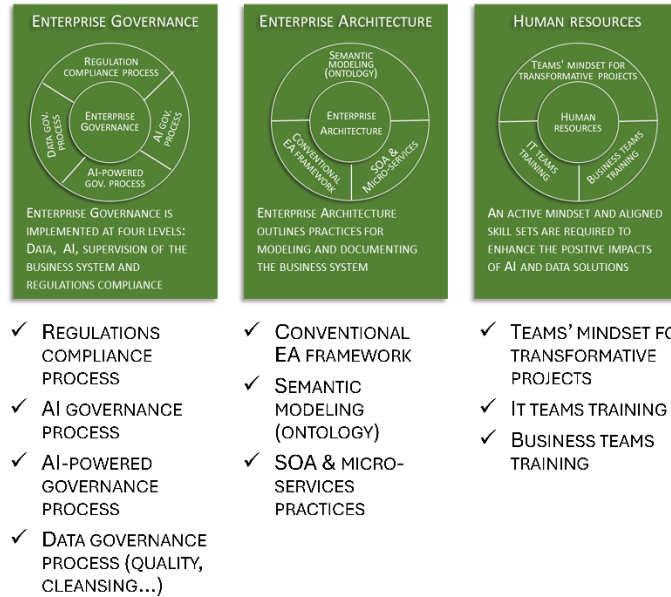 ENTERPRISE GOVERNANCE
REGULATION
COMPLIANCE PROCESS
DATA GOV.
PROCESS
ENTERPRISE
GOVERNANCE
AI GOV.
PROCESS
AI-POWERED
GOV. PROCESS
ENTERPRISE GOVERNANCE IS
IMPLEMENTED AT FOUR LEVELS:
DATA, AI, SUPERVISION OF THE
BUSINESS SYSTEM AND
REGULATIONS COMPLIANCE
✓ REGULATIONS
COMPLIANCE
PROCESS
✓ AI GOVERNANCE
PROCESS
✓ AI-POWERED
GOVERNANCE
PROCESS
✓ DATA GOVERNANCE
PROCESS (QUALITY,
CLEANSING...)
ENTERPRISE ARCHITECTURE
SEMANTIC
MODELING
(ONTOLOGY)
ENTERPRISE
ARCHITECTURE
CONVENTIONAL
EA FRAMEWORK
SOA &
MICRO-SERVICES
ENTERPRISE ARCHITECTURE
OUTLINES PRACTICES FOR
MODELING AND DOCUMENTING
THE BUSINESS SYSTEM
✓ CONVENTIONAL
EA FRAMEWORK
✓ SEMANTIC
MODELING
(ONTOLOGY)
✓ SOA & MICRO-
SERVICES
PRACTICES
HUMAN RESOURCES
TEAMS' MINDSET FOR
TRANSFORMATIVE PROJECTS
HUMAN
RESOURCES
IT TEAMS
TRAINING
BUSINESS TEAMS
TRAINING
AN ACTIVE MINDSET AND ALIGNED
SKILL SETS ARE REQUIRED TO
ENHANCE THE POSITIVE IMPACTS
OF AI AND DATA SOLUTIONS
✓ TEAMS' MINDSET FO
TRANSFORMATIVE
PROJECTS
✓ IT TEAMS TRAINING
✓ BUSINESS TEAMS
TRAINING